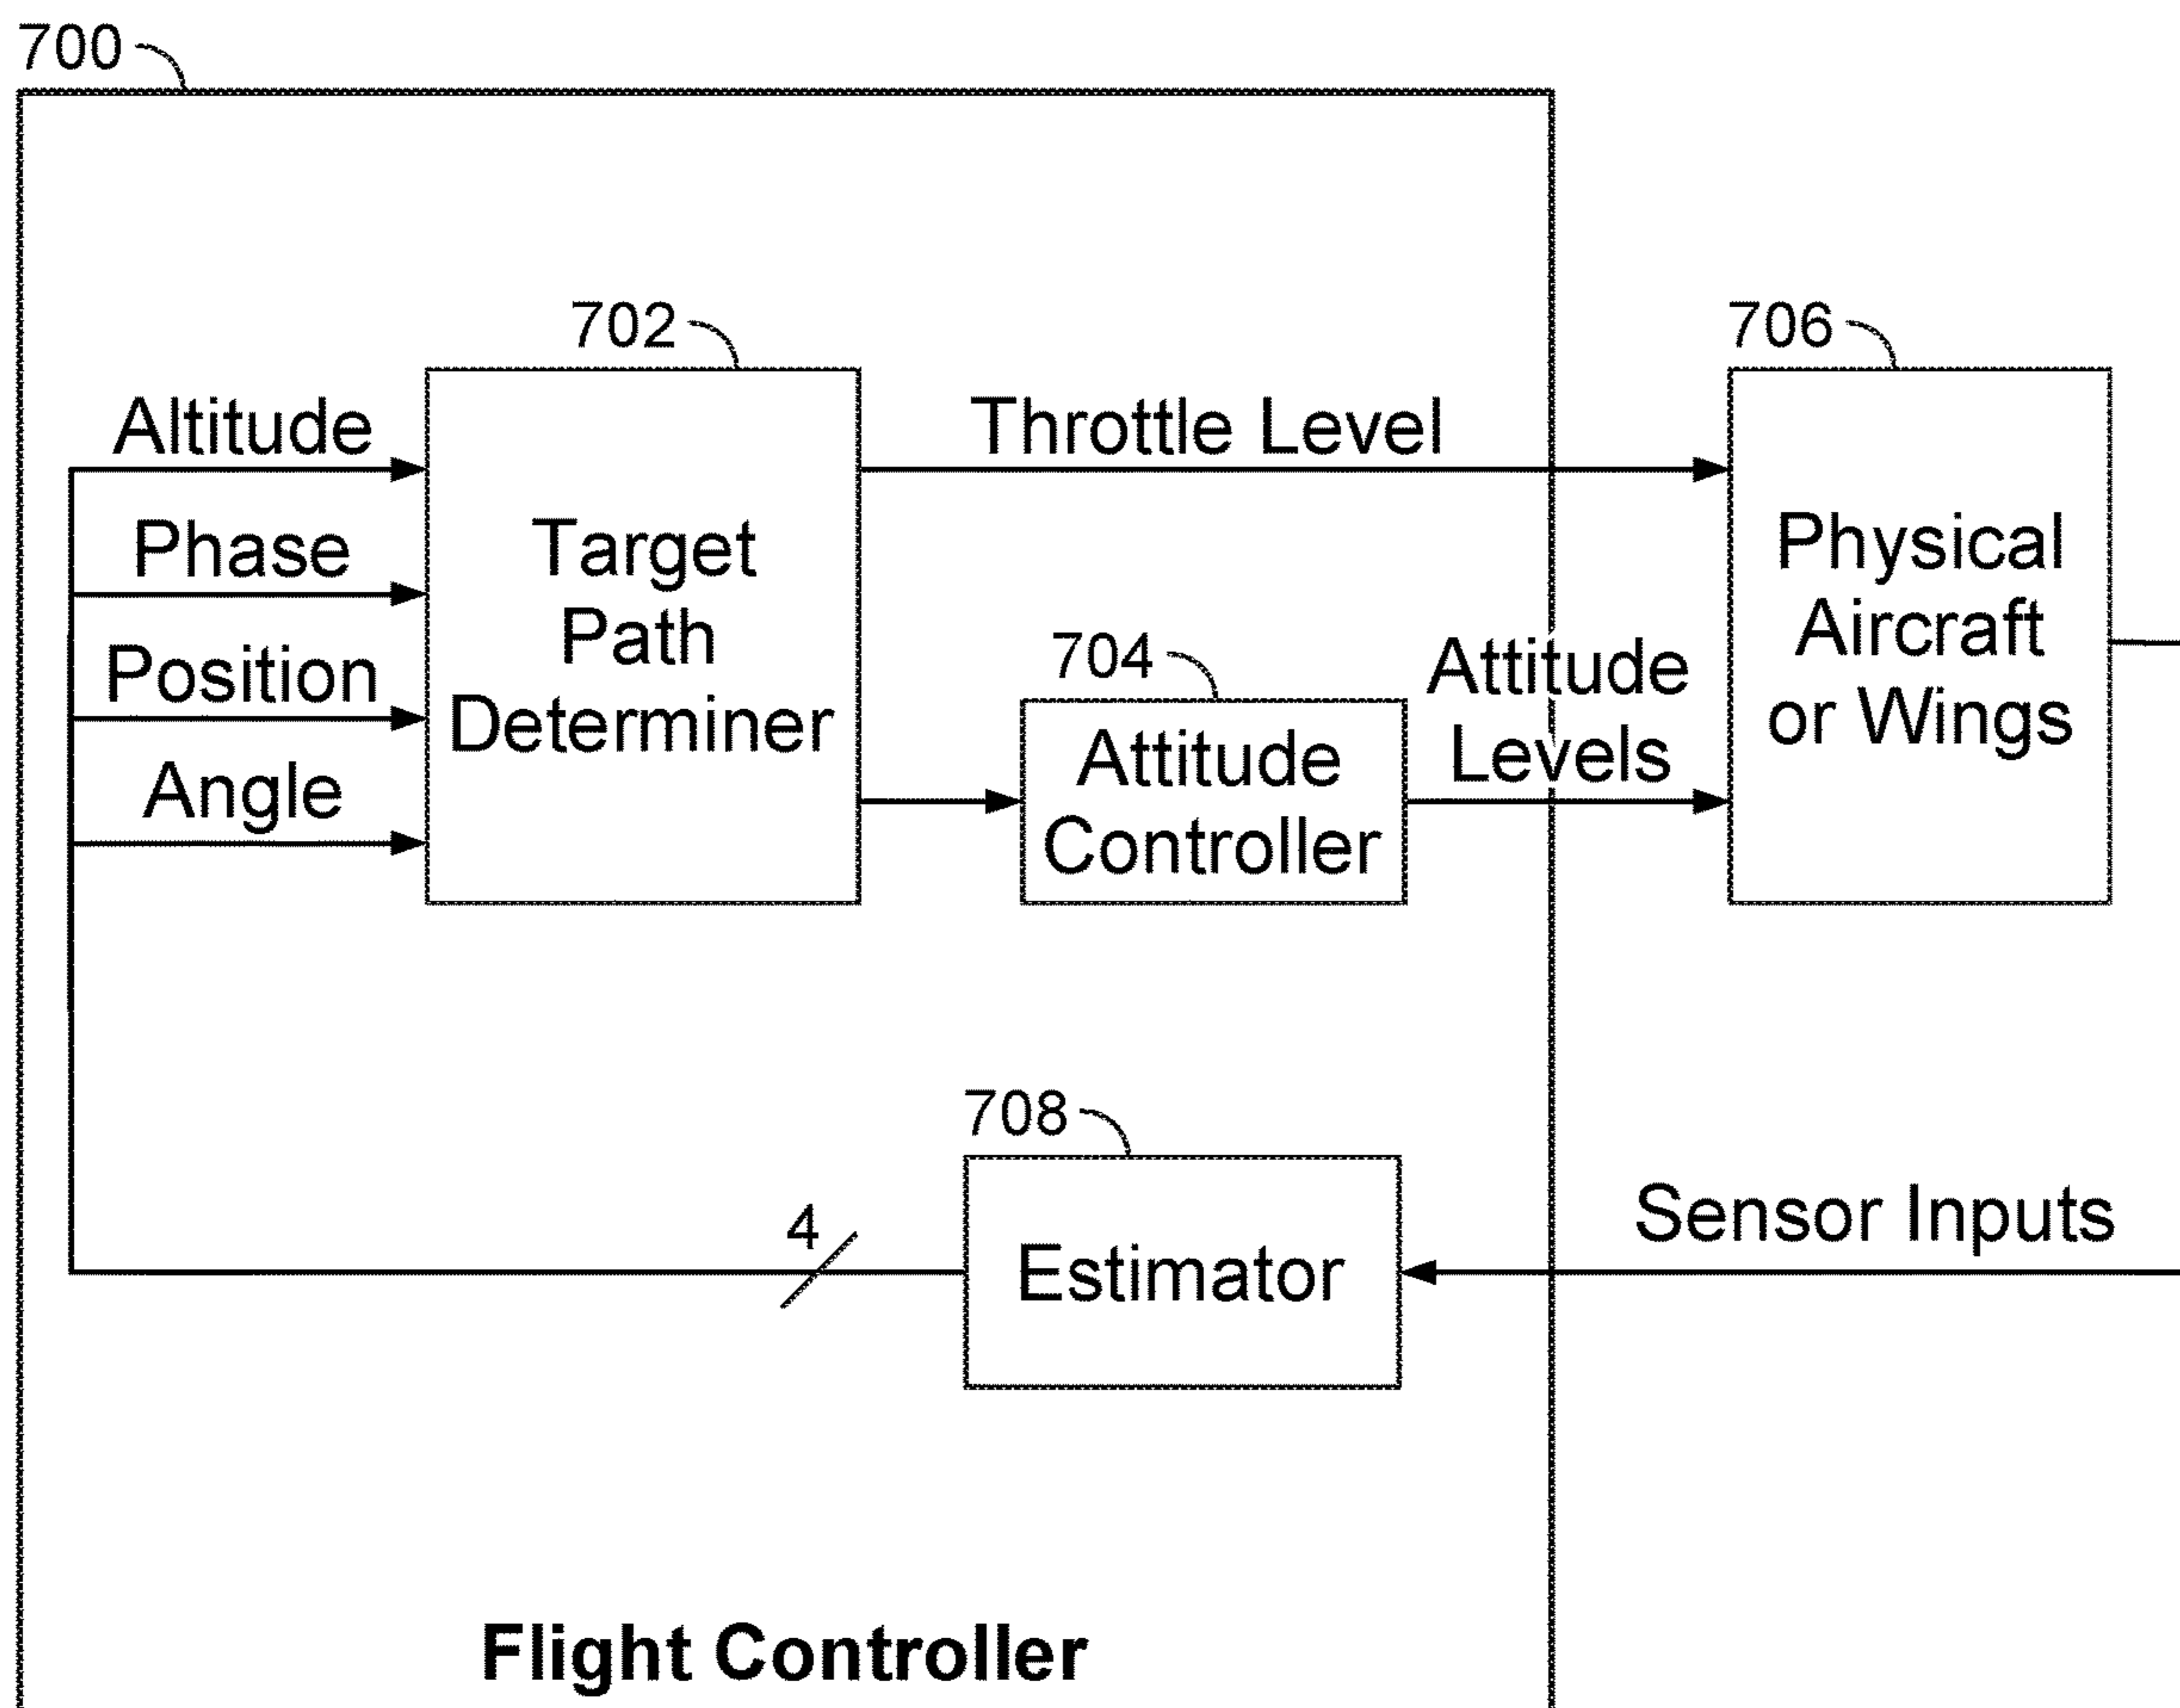 700
702
706
Altitude
Throttle Level
Phase
Target
Path
Determiner
Physical
Aircraft
or Wings
Position
704
Attitude
Levels
Angle
Attitude
Controller
708
4
Estimator
Sensor Inputs
Flight Controller